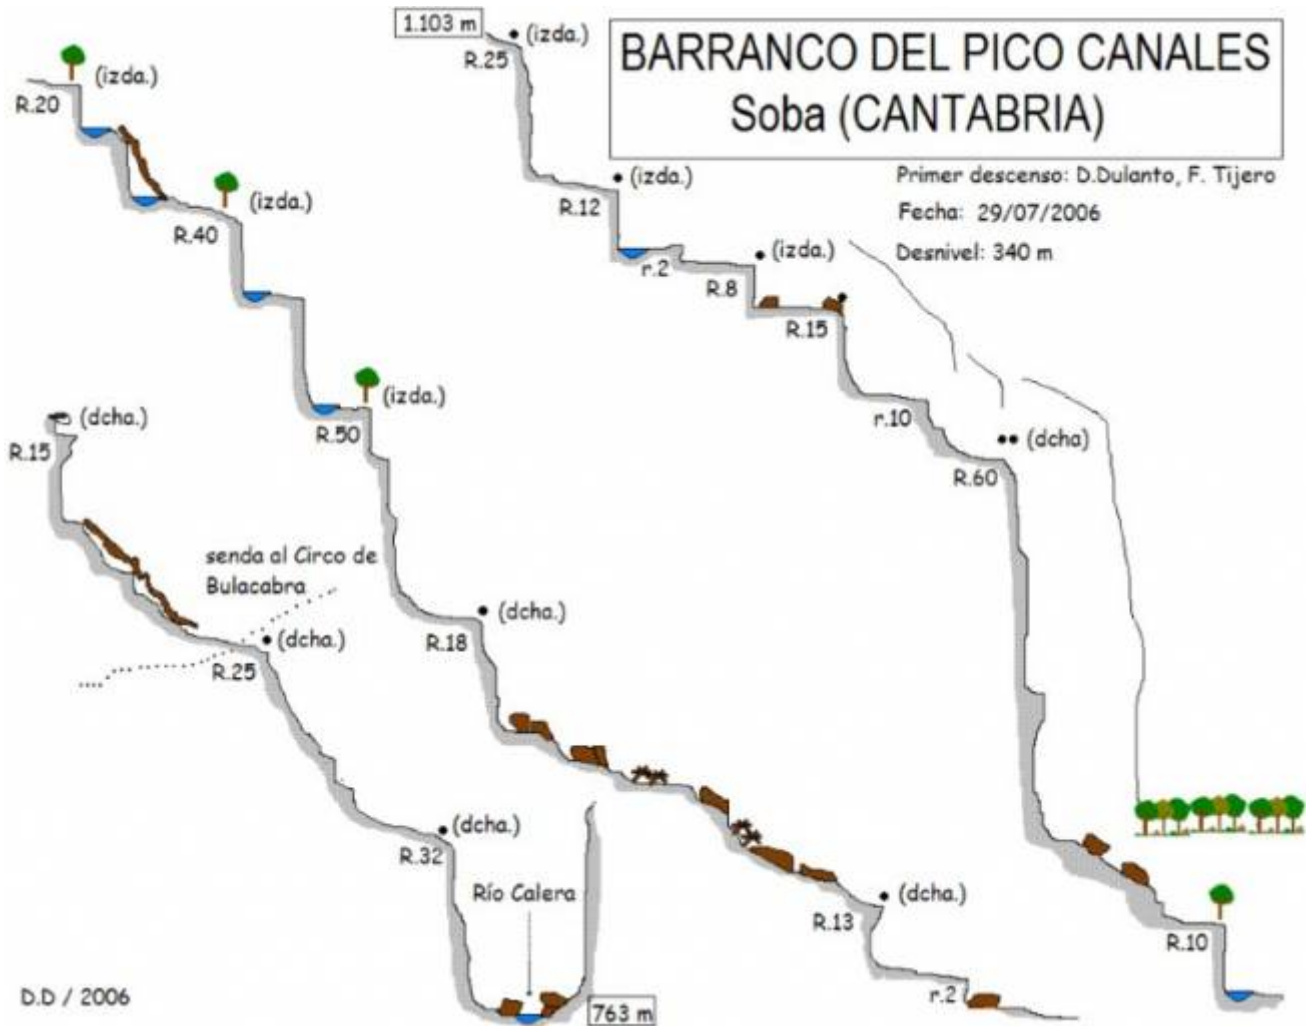 BARRANCO DEL PICO CANALES
Soba (CANTABRIA)
Primer descenso: D.Dulanto, F. Tijero
Fecha: 29/07/2006
Desnivel: 340 m
1.103 m
(izda.)
R.25
(izda.)
R.12
r.2
(izda.)
R.8
R.15
r.10
(dcha)
R.60
R.10
(izda.)
R.20
(izda.)
R.40
(izda.)
R.50
(dcha.)
R.18
(dcha.)
R.13
r.2
(dcha.)
R.15
senda al Circo de
Bulacabra
(dcha.)
R.25
(dcha.)
R.32
Río Calera
763 m
D.D / 2006